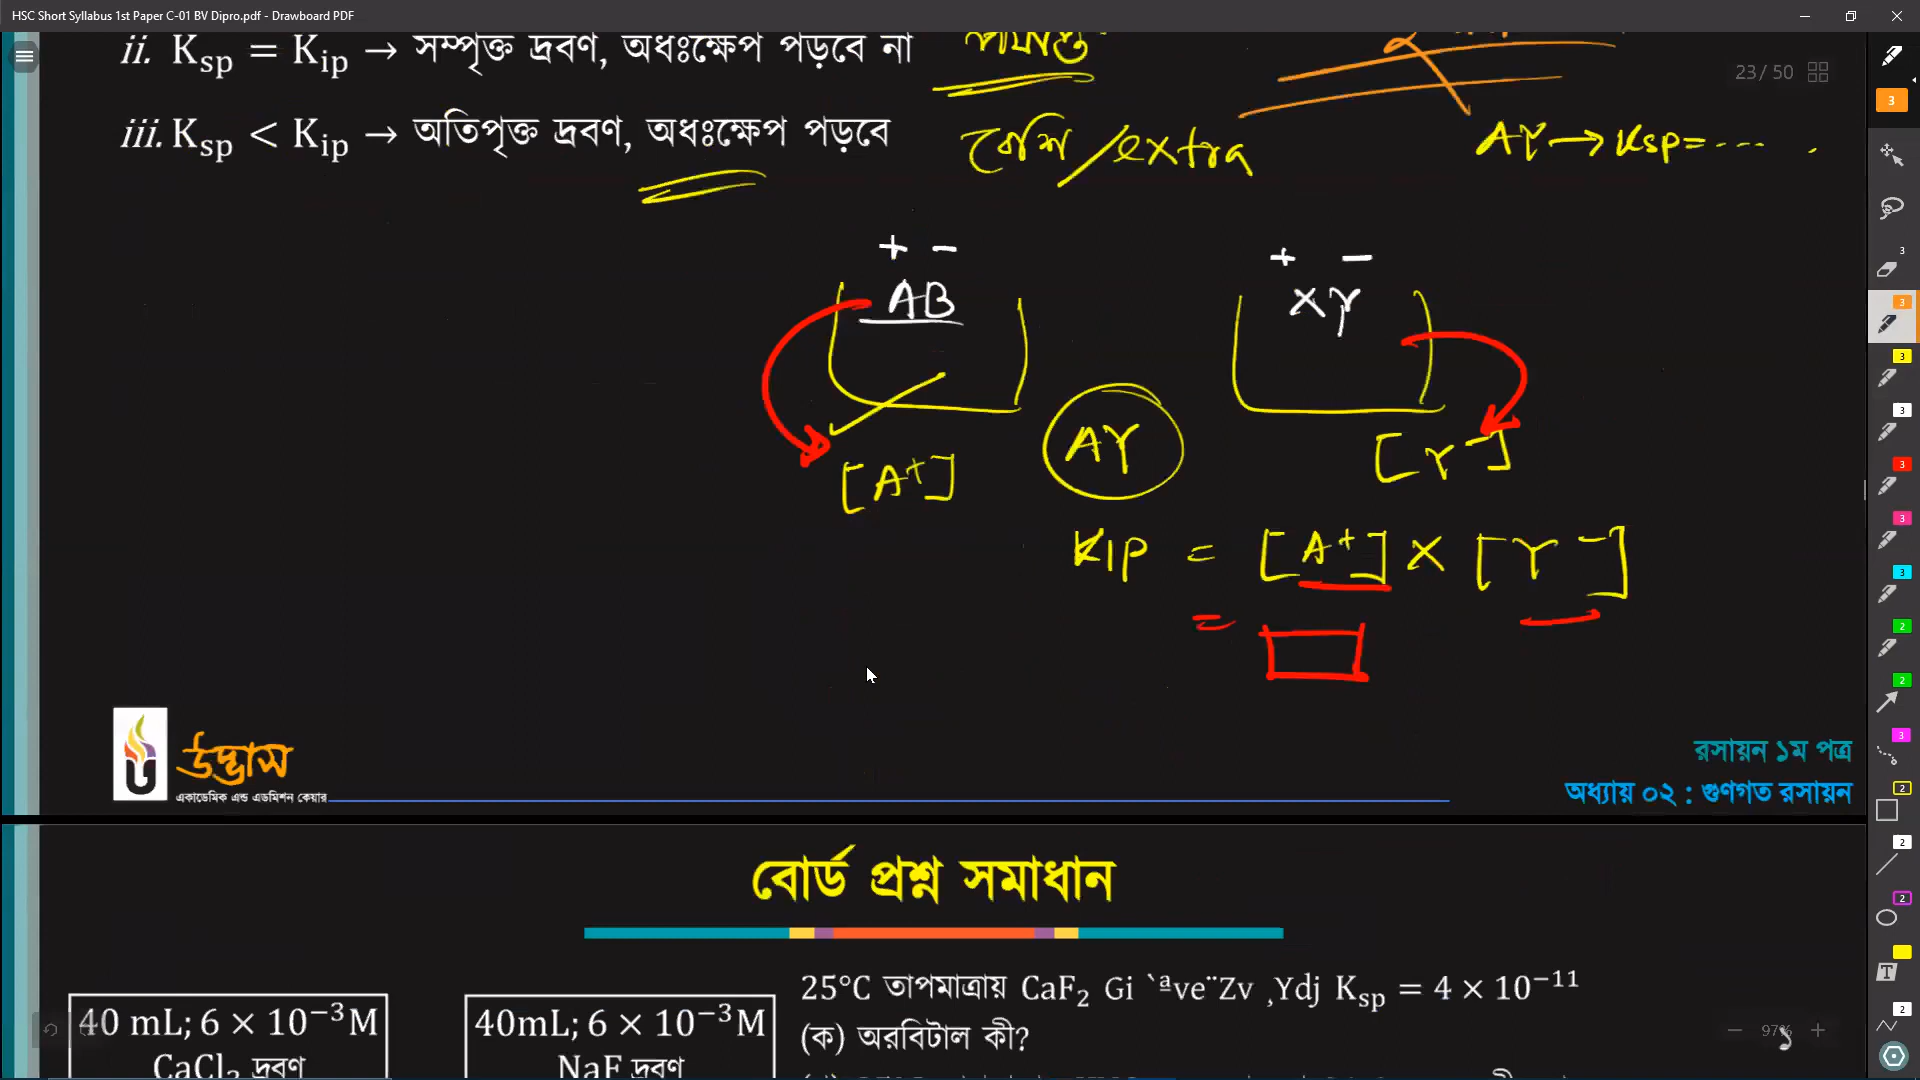 HSC Short Syllabus 1st Paper C-01 BV Dipro.pdf - Drawboard PDF
23 / 50
ii. Ksp = Kip → সম্পৃক্ত দ্রবণ, অধঃক্ষেপ পড়বে না
iii. Ksp < Kip → অতিপৃক্ত দ্রবণ, অধঃক্ষেপ পড়বে
বেশি/extra
AY → Ksp = ....
+ -
AB
+ -
XY
[A⁺]
AY
[Y⁻]
KIP = [A⁺] × [Y⁻]
=
উদ্ভাস
একাডেমিক এন্ড এডমিশন কেয়ার
রসায়ন ১ম পত্র
অধ্যায় ০২ : গুণগত রসায়ন
বোর্ড প্রশ্ন সমাধান
40 mL; 6 × 10⁻³M
CaCl₂ দ্রবণ
40mL; 6 × 10⁻³M
NaF দ্রবণ
25°C তাপমাত্রায় CaF₂ Gi `ªve¨Zv ¸Ydj Ksp = 4 × 10⁻¹¹
(ক) অরবিটাল কী?
১
97%